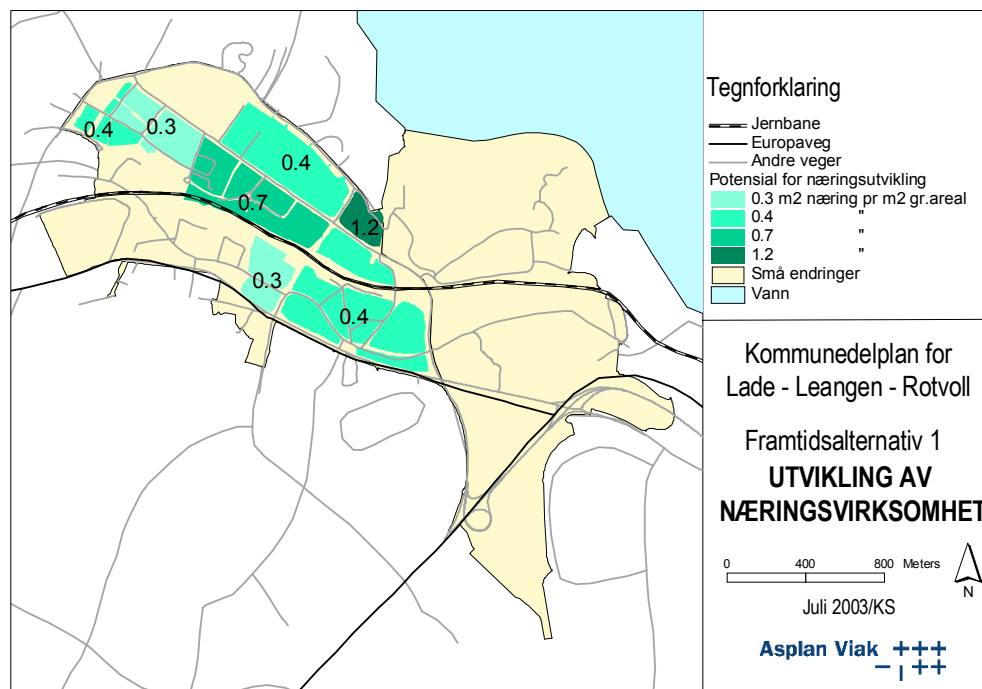 0.4
0.3
0.4
0.7
1.2
0.3
0.4
Tegnforklaring
Jernbane
Europaveg
Andre veger
Potensial for næringsutvikling
0.3 m2 næring pr m2 gr.areal
0.4 "
0.7 "
1.2 "
Små endringer
Vann
Kommunedelplan for
Lade - Leangen - Rotvoll
Framtidsalternativ 1
UTVIKLING AV
NÆRINGSVIRKSOMHET
0 400 800 Meters
N
Juli 2003/KS
Asplan Viak